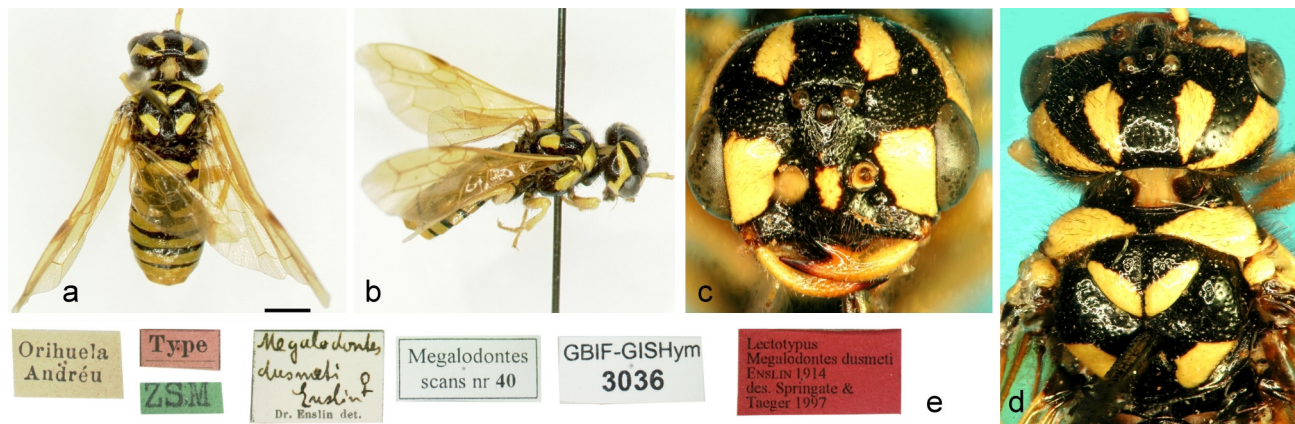 a
b
c
d
Orihuela
Andréu
Type
ZSM
Megalodontes
dusmeti ♀
Enslin
Dr. Enslin det.
Megalodontes
scans nr 40
GBIF-GISHym
3036
Lectotypus
Megalodontes dusmeti
ENSLIN 1914
des. Springate &
Taeger 1997
e